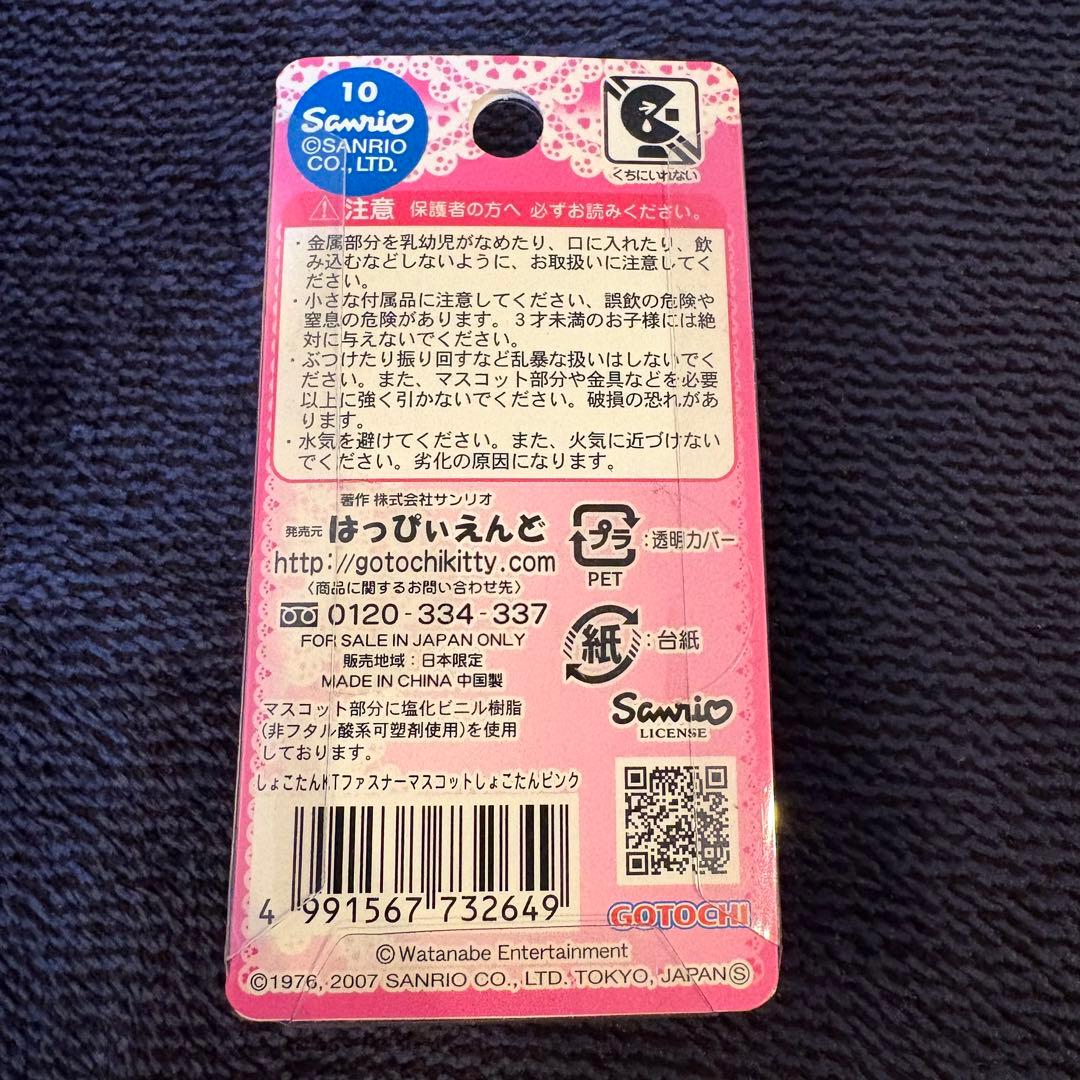 10
Sanrio
©SANRIO
CO., LTD.
くちにいれない
注意 保護者の方へ 必ずお読みください。
・金属部分を乳幼児がなめたり、口に入れたり、飲
み込むなどしないように、お取扱いに注意してく
ださい。
・小さな付属品に注意してください、誤飲の危険や
窒息の危険があります。3才未満のお子様には絶
対に与えないでください。
・ぶつけたり振り回すなど乱暴な扱いはしないでく
ださい。また、マスコット部分や金具などを必要
以上に強く引かないでください。破損の恐れがあ
ります。
・水気を避けてください。また、火気に近づけない
でください。劣化の原因になります。
著作 株式会社サンリオ
発売元 はっぴぃえんど
http://gotochikitty.com
〈商品に関するお問い合わせ先〉
0120-334-337
FOR SALE IN JAPAN ONLY
販売地域:日本限定
MADE IN CHINA 中国製
プラ:透明カバー
PET
紙:台紙
Sanrio
LICENSE
マスコット部分に塩化ビニル樹脂
(非フタル酸系可塑剤使用)を使用
しております。
しょこたんKTファスナーマスコットしょこたんピンク
4 991567 732649
GOTOCHI
©Watanabe Entertainment
©1976, 2007 SANRIO CO., LTD. TOKYO, JAPAN Ⓢ